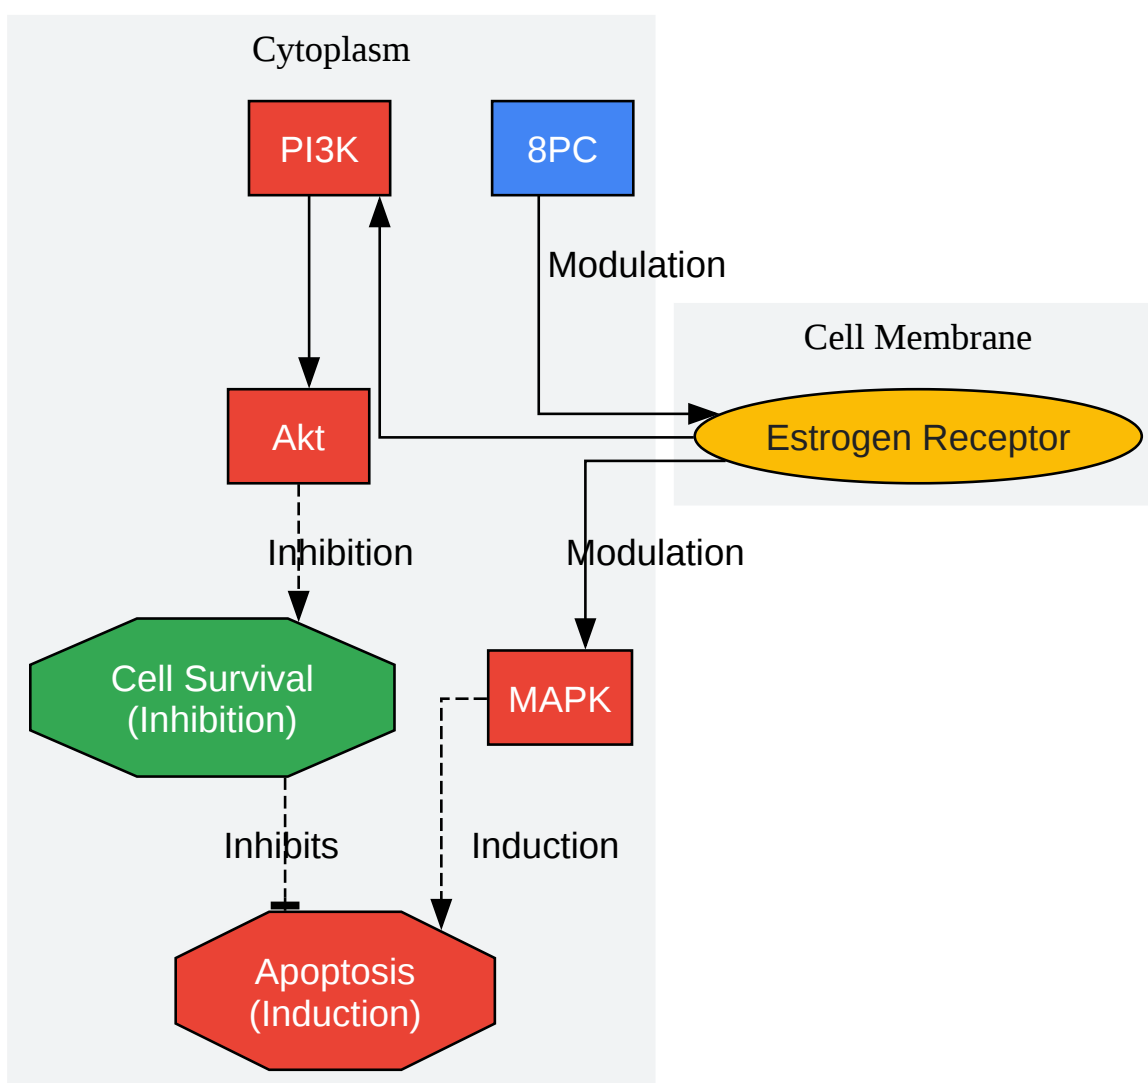 Cytoplasm
PI3K
8PC
Modulation
Cell Membrane
Akt
Estrogen Receptor
Inhibition
Modulation
Cell Survival
(Inhibition)
MAPK
Inhibits
Induction
Apoptosis
(Induction)